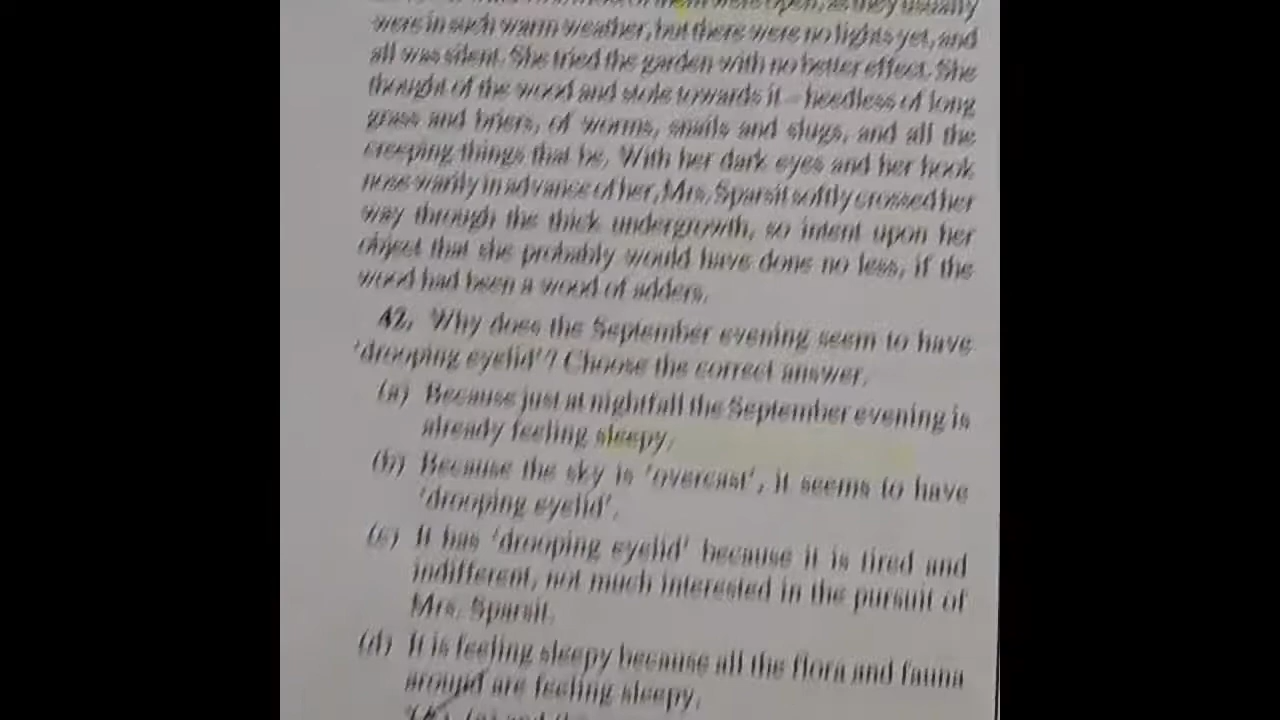 were open, as they usually
were in such warm weather, but there were no lights yet, and
all was silent. She tried the garden with no better effect. She
thought of the wood and stole towards it – heedless of long
grass and briers, of worms, snails and slugs, and all the
creeping things that be. With her dark eyes and her hook
nose warily in advance of her, Mrs. Sparsit softly crossed her
way through the thick undergrowth, so intent upon her
object that she probably would have done no less, if the
wood had been a wood of adders.
42. Why does the September evening seem to have
'drooping eyelid'? Choose the correct answer.
(a) Because just at nightfall the September evening is
already feeling sleepy.
(b) Because the sky is 'overcast', it seems to have
'drooping eyelid'.
(c) It has 'drooping eyelid' because it is tired and
indifferent, not much interested in the pursuit of
Mrs. Sparsit.
(d) It is feeling sleepy because all the flora and fauna
around are feeling sleepy.